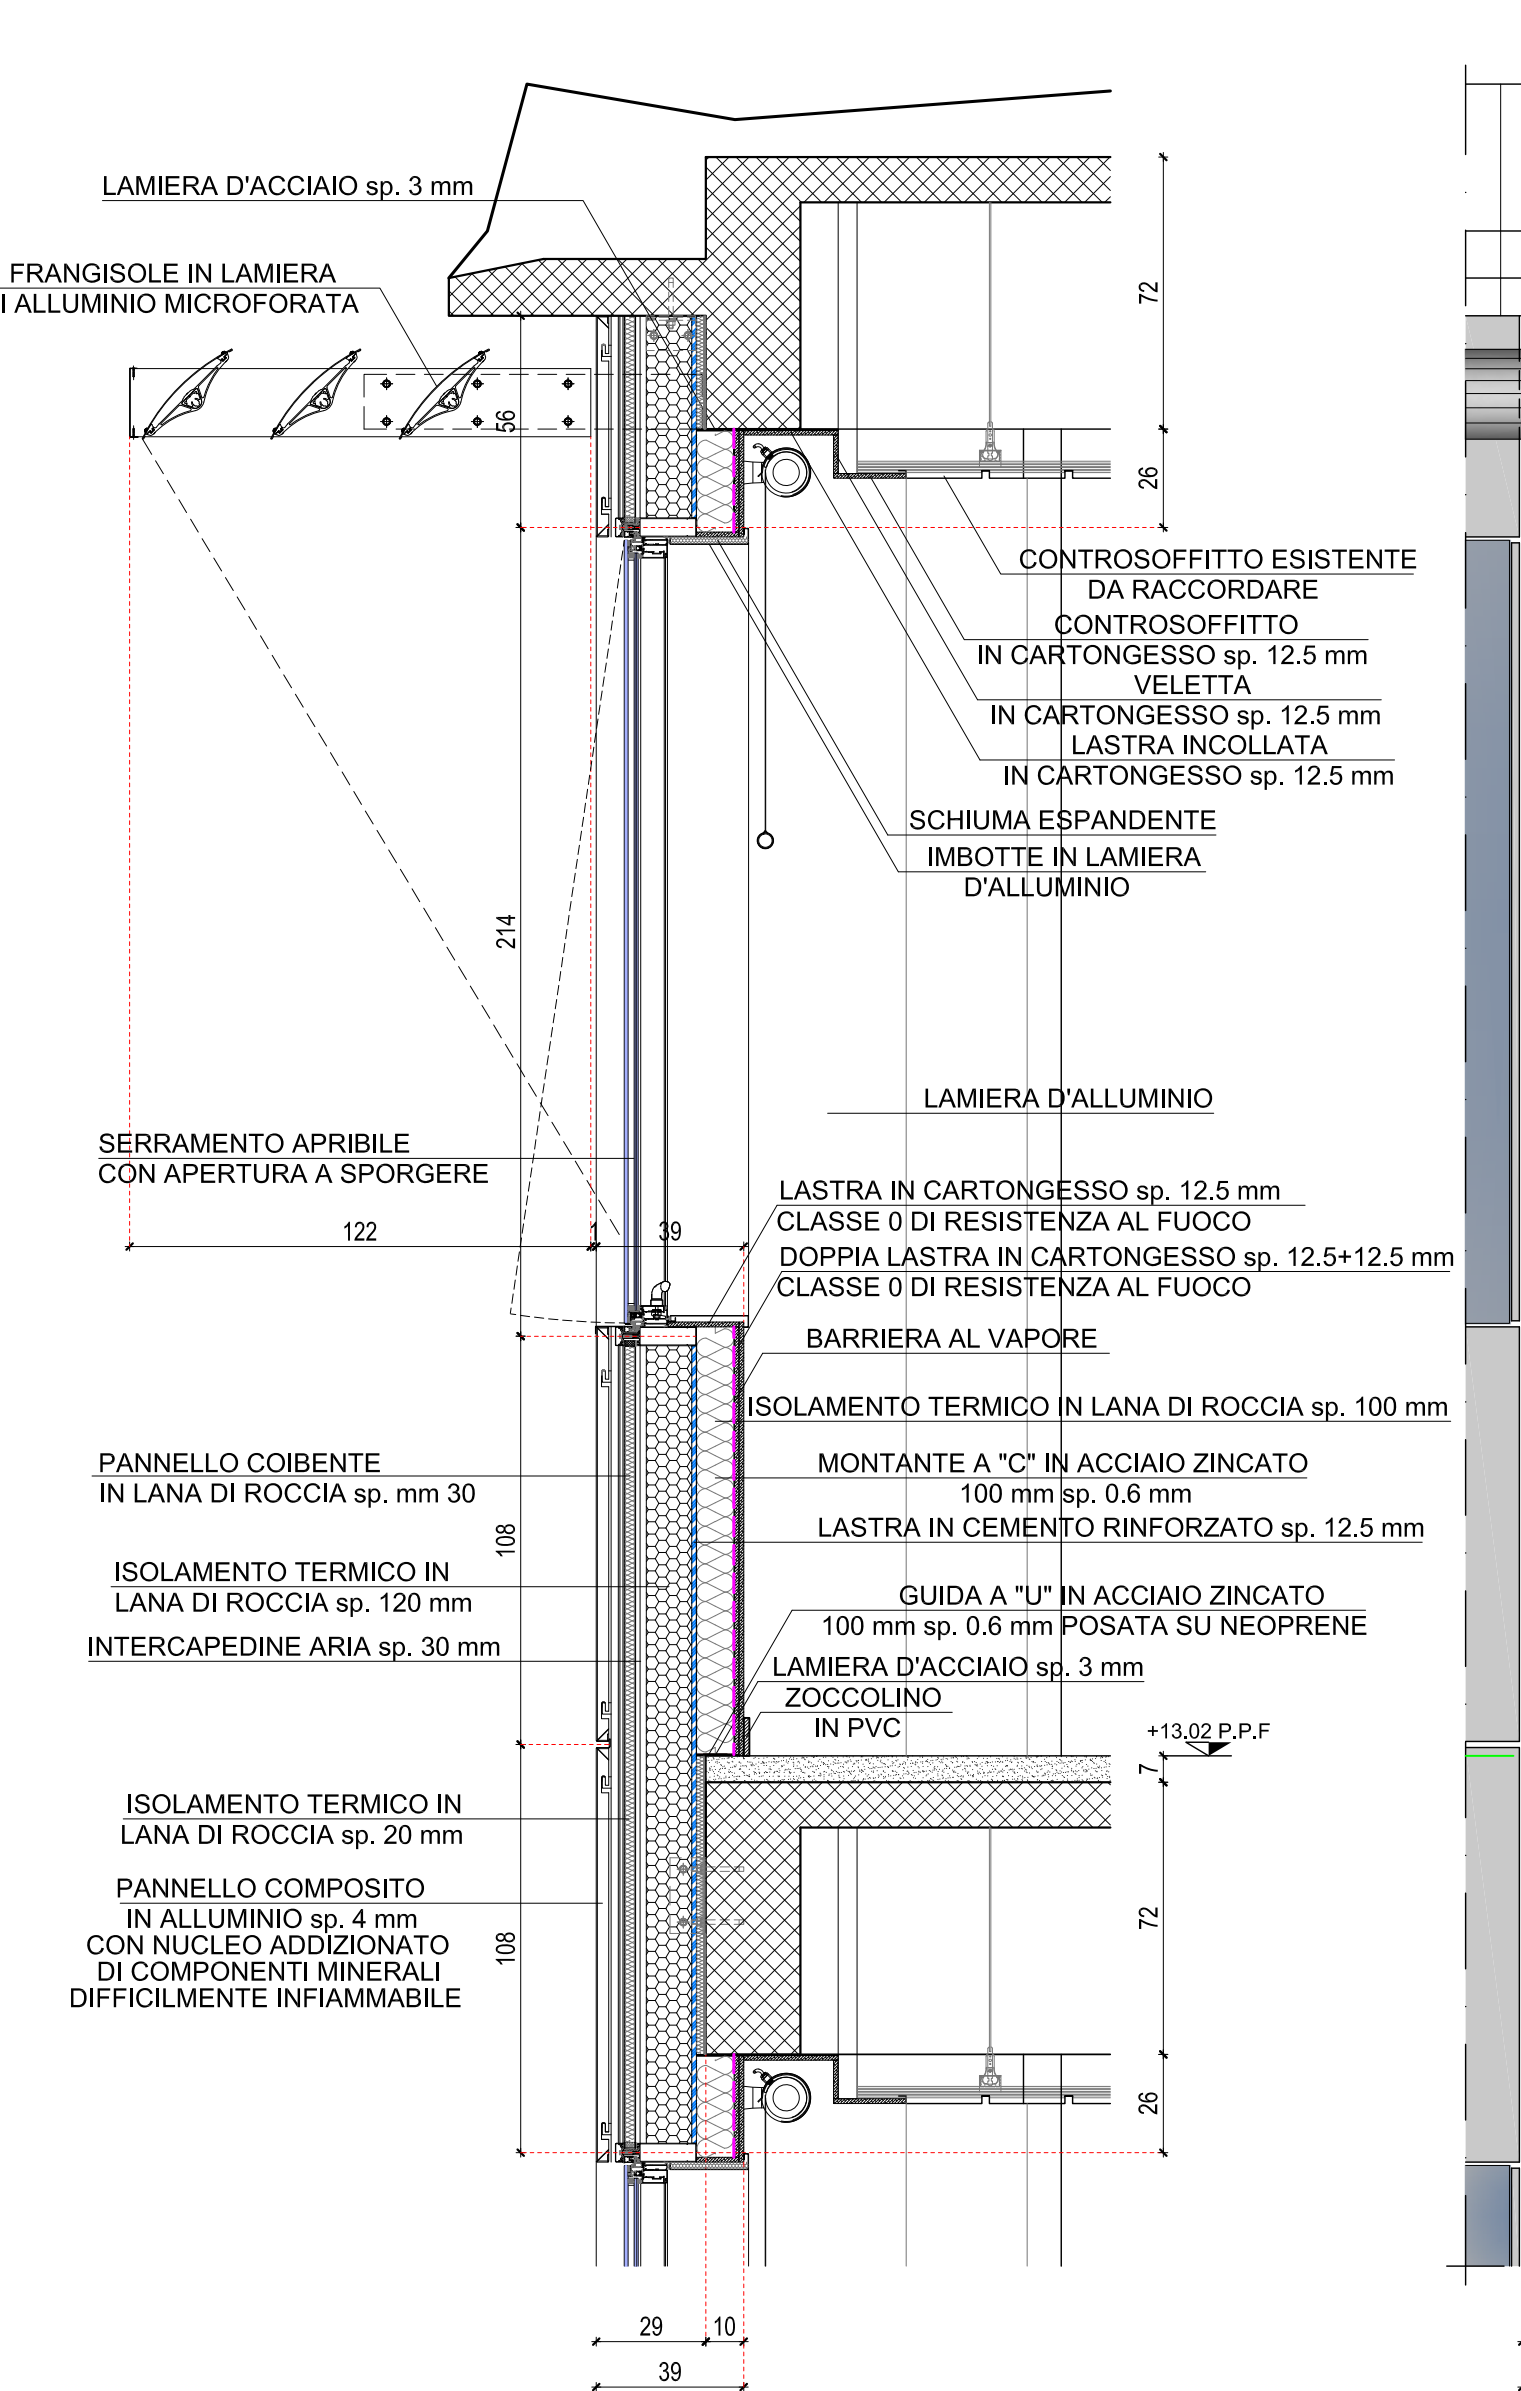 LAMIERA D'ACCIAIO sp. 3 mm
FRANGISOLE IN LAMIERA
I ALLUMINIO MICROFORATA
72
56
26
CONTROSOFFITTO ESISTENTE
DA RACCORDARE
CONTROSOFFITTO
IN CARTONGESSO sp. 12.5 mm
VELETTA
IN CARTONGESSO sp. 12.5 mm
LASTRA INCOLLATA
IN CARTONGESSO sp. 12.5 mm
SCHIUMA ESPANDENTE
IMBOTTE IN LAMIERA
D'ALLUMINIO
214
LAMIERA D'ALLUMINIO
SERRAMENTO APRIBILE
CON APERTURA A SPORGERE
122
1
39
LASTRA IN CARTONGESSO sp. 12.5 mm
CLASSE 0 DI RESISTENZA AL FUOCO
DOPPIA LASTRA IN CARTONGESSO sp. 12.5+12.5 mm
CLASSE 0 DI RESISTENZA AL FUOCO
BARRIERA AL VAPORE
ISOLAMENTO TERMICO IN LANA DI ROCCIA sp. 100 mm
PANNELLO COIBENTE
IN LANA DI ROCCIA sp. mm 30
MONTANTE A "C" IN ACCIAIO ZINCATO
100 mm sp. 0.6 mm
108
LASTRA IN CEMENTO RINFORZATO sp. 12.5 mm
ISOLAMENTO TERMICO IN
LANA DI ROCCIA sp. 120 mm
GUIDA A "U" IN ACCIAIO ZINCATO
100 mm sp. 0.6 mm POSATA SU NEOPRENE
INTERCAPEDINE ARIA sp. 30 mm
LAMIERA D'ACCIAIO sp. 3 mm
ZOCCOLINO
IN PVC
+13.02 P.P.F
7
ISOLAMENTO TERMICO IN
LANA DI ROCCIA sp. 20 mm
PANNELLO COMPOSITO
IN ALLUMINIO sp. 4 mm
CON NUCLEO ADDIZIONATO
DI COMPONENTI MINERALI
DIFFICILMENTE INFIAMMABILE
108
72
26
29
10
39